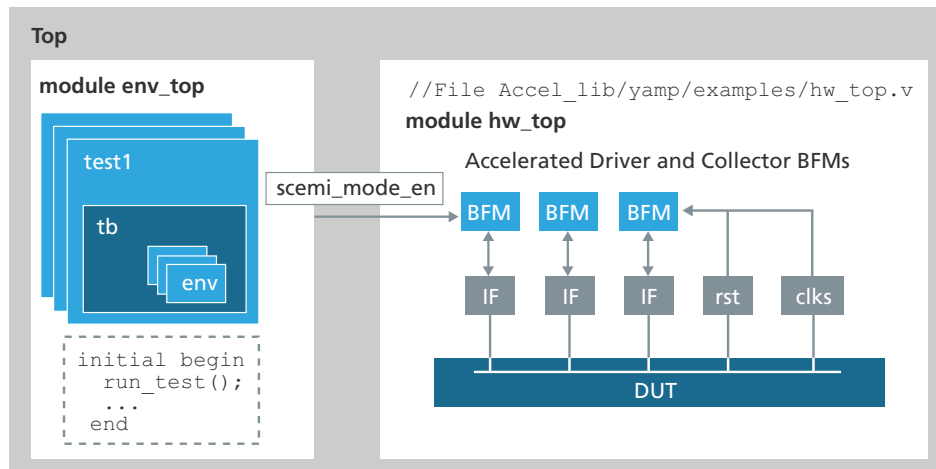 Top
module env_top
test1
tb
env
initial begin
run_test();
...
end
scemi_mode_en
//File Accel_lib/yamp/examples/hw_top.v
module hw_top
Accelerated Driver and Collector BFMs
BFM BFM BFM
IF IF IF rst clks
DUT